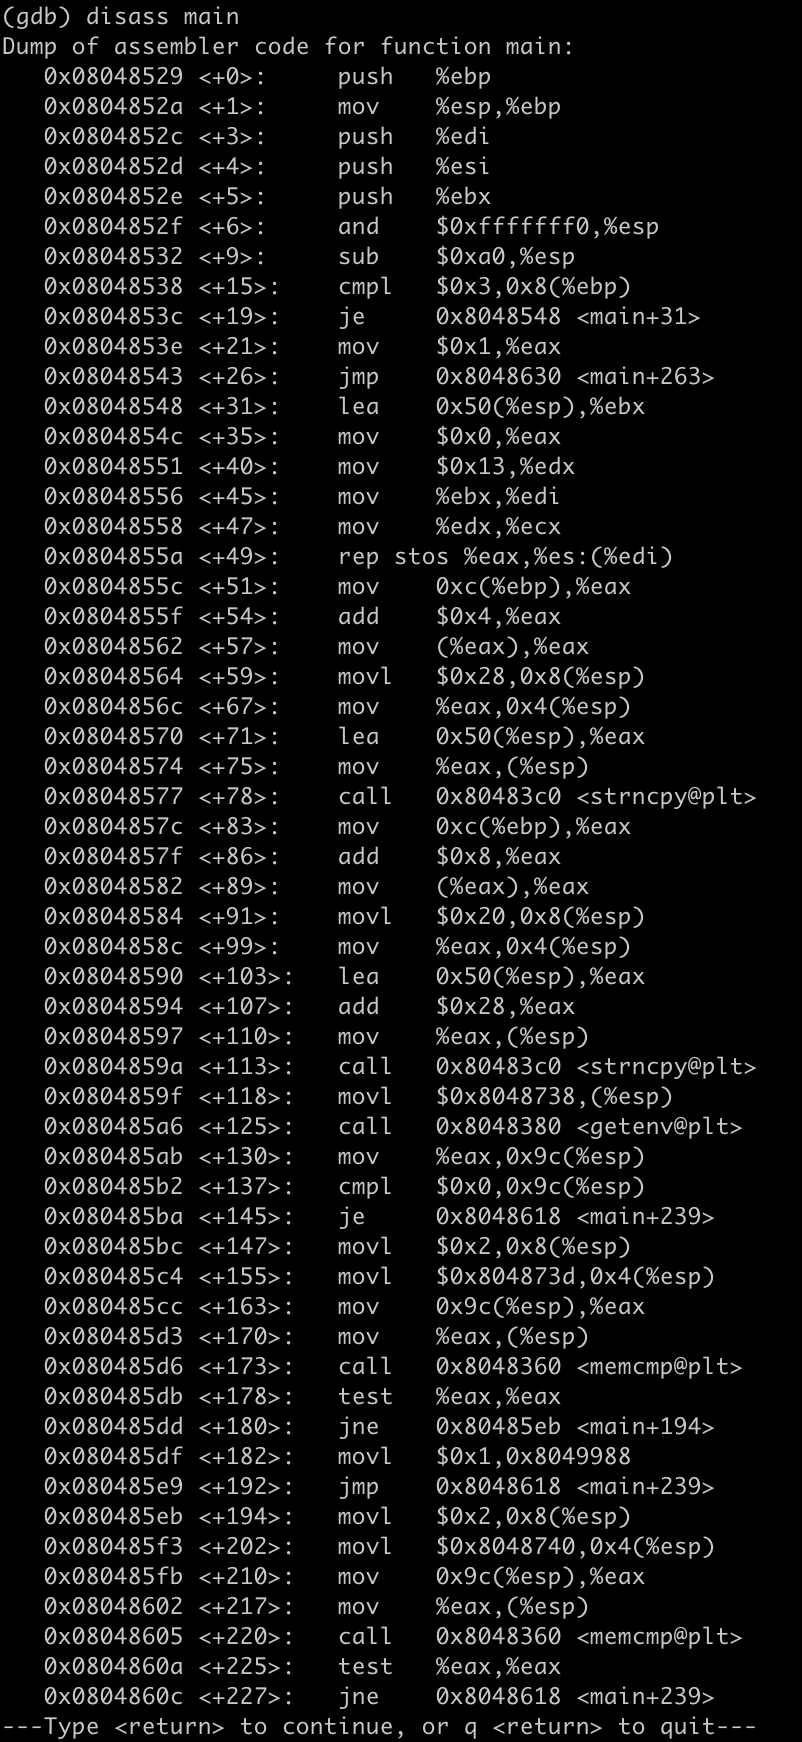 (gdb) disass main
Dump of assembler code for function main:
   0x08048529 <+0>:     push   %ebp
   0x0804852a <+1>:     mov    %esp,%ebp
   0x0804852c <+3>:     push   %edi
   0x0804852d <+4>:     push   %esi
   0x0804852e <+5>:     push   %ebx
   0x0804852f <+6>:     and    $0xfffffff0,%esp
   0x08048532 <+9>:     sub    $0xa0,%esp
   0x08048538 <+15>:    cmpl   $0x3,0x8(%ebp)
   0x0804853c <+19>:    je     0x8048548 <main+31>
   0x0804853e <+21>:    mov    $0x1,%eax
   0x08048543 <+26>:    jmp    0x8048630 <main+263>
   0x08048548 <+31>:    lea    0x50(%esp),%ebx
   0x0804854c <+35>:    mov    $0x0,%eax
   0x08048551 <+40>:    mov    $0x13,%edx
   0x08048556 <+45>:    mov    %ebx,%edi
   0x08048558 <+47>:    mov    %edx,%ecx
   0x0804855a <+49>:    rep stos %eax,%es:(%edi)
   0x0804855c <+51>:    mov    0xc(%ebp),%eax
   0x0804855f <+54>:    add    $0x4,%eax
   0x08048562 <+57>:    mov    (%eax),%eax
   0x08048564 <+59>:    movl   $0x28,0x8(%esp)
   0x0804856c <+67>:    mov    %eax,0x4(%esp)
   0x08048570 <+71>:    lea    0x50(%esp),%eax
   0x08048574 <+75>:    mov    %eax,(%esp)
   0x08048577 <+78>:    call   0x80483c0 <strncpy@plt>
   0x0804857c <+83>:    mov    0xc(%ebp),%eax
   0x0804857f <+86>:    add    $0x8,%eax
   0x08048582 <+89>:    mov    (%eax),%eax
   0x08048584 <+91>:    movl   $0x20,0x8(%esp)
   0x0804858c <+99>:    mov    %eax,0x4(%esp)
   0x08048590 <+103>:   lea    0x50(%esp),%eax
   0x08048594 <+107>:   add    $0x28,%eax
   0x08048597 <+110>:   mov    %eax,(%esp)
   0x0804859a <+113>:   call   0x80483c0 <strncpy@plt>
   0x0804859f <+118>:   movl   $0x8048738,(%esp)
   0x080485a6 <+125>:   call   0x8048380 <getenv@plt>
   0x080485ab <+130>:   mov    %eax,0x9c(%esp)
   0x080485b2 <+137>:   cmpl   $0x0,0x9c(%esp)
   0x080485ba <+145>:   je     0x8048618 <main+239>
   0x080485bc <+147>:   movl   $0x2,0x8(%esp)
   0x080485c4 <+155>:   movl   $0x804873d,0x4(%esp)
   0x080485cc <+163>:   mov    0x9c(%esp),%eax
   0x080485d3 <+170>:   mov    %eax,(%esp)
   0x080485d6 <+173>:   call   0x8048360 <memcmp@plt>
   0x080485db <+178>:   test   %eax,%eax
   0x080485dd <+180>:   jne    0x80485eb <main+194>
   0x080485df <+182>:   movl   $0x1,0x8049988
   0x080485e9 <+192>:   jmp    0x8048618 <main+239>
   0x080485eb <+194>:   movl   $0x2,0x8(%esp)
   0x080485f3 <+202>:   movl   $0x8048740,0x4(%esp)
   0x080485fb <+210>:   mov    0x9c(%esp),%eax
   0x08048602 <+217>:   mov    %eax,(%esp)
   0x08048605 <+220>:   call   0x8048360 <memcmp@plt>
   0x0804860a <+225>:   test   %eax,%eax
   0x0804860c <+227>:   jne    0x8048618 <main+239>
---Type <return> to continue, or q <return> to quit---